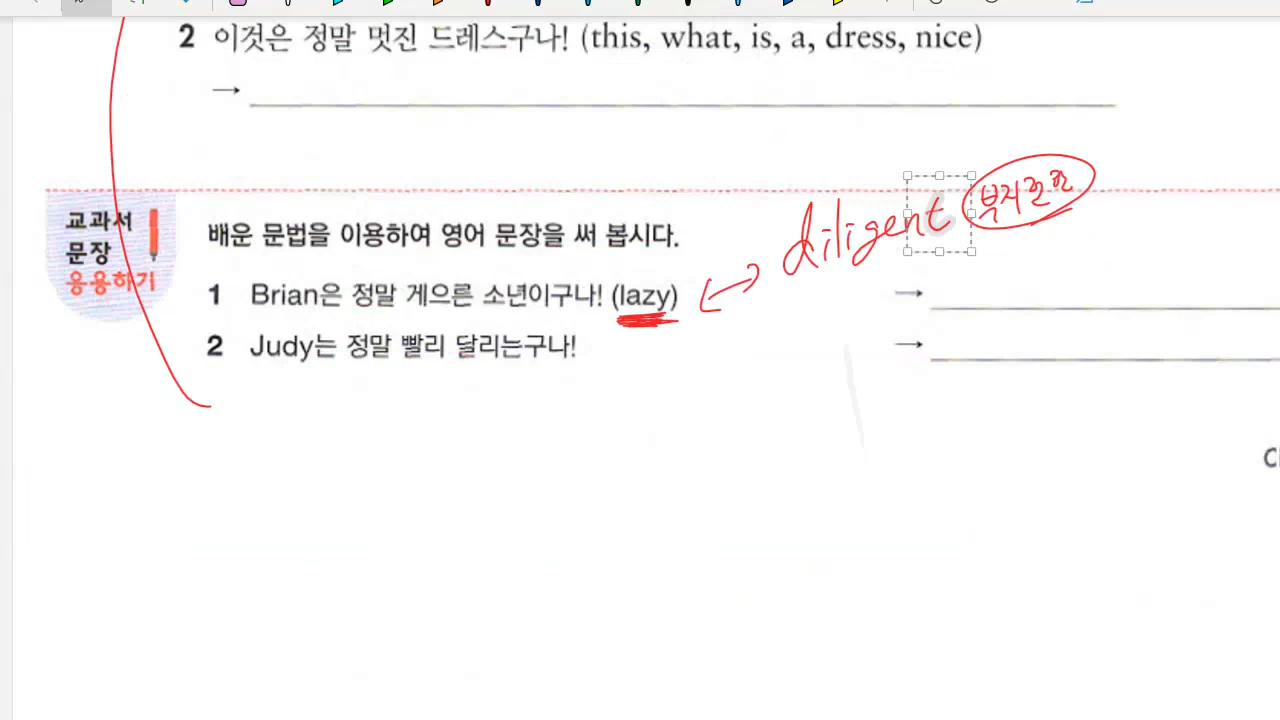 2 이것은 정말 멋진 드레스구나! (this, what, is, a, dress, nice)
→
교과서
문장
응용하기
배운 문법을 이용하여 영어 문장을 써 봅시다.
diligent 부지런한
1 Brian은 정말 게으른 소년이구나! (lazy) →
2 Judy는 정말 빨리 달리는구나! →